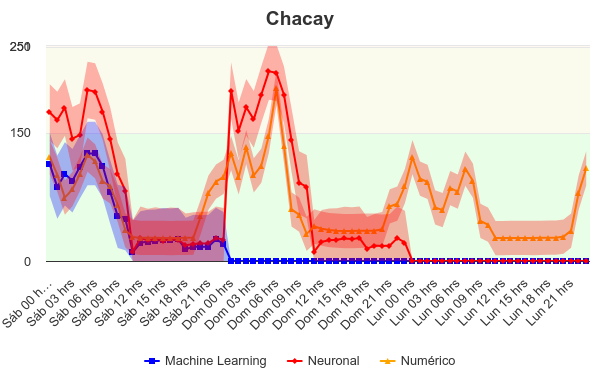 Chacay
250
150
0
Sáb 00 h…
Sáb 03 hrs
Sáb 06 hrs
Sáb 09 hrs
Sáb 12 hrs
Sáb 15 hrs
Sáb 18 hrs
Sáb 21 hrs
Dom 00 hrs
Dom 03 hrs
Dom 06 hrs
Dom 09 hrs
Dom 12 hrs
Dom 15 hrs
Dom 18 hrs
Dom 21 hrs
Lun 00 hrs
Lun 03 hrs
Lun 06 hrs
Lun 09 hrs
Lun 12 hrs
Lun 15 hrs
Lun 18 hrs
Lun 21 hrs
Machine Learning Neuronal Numérico